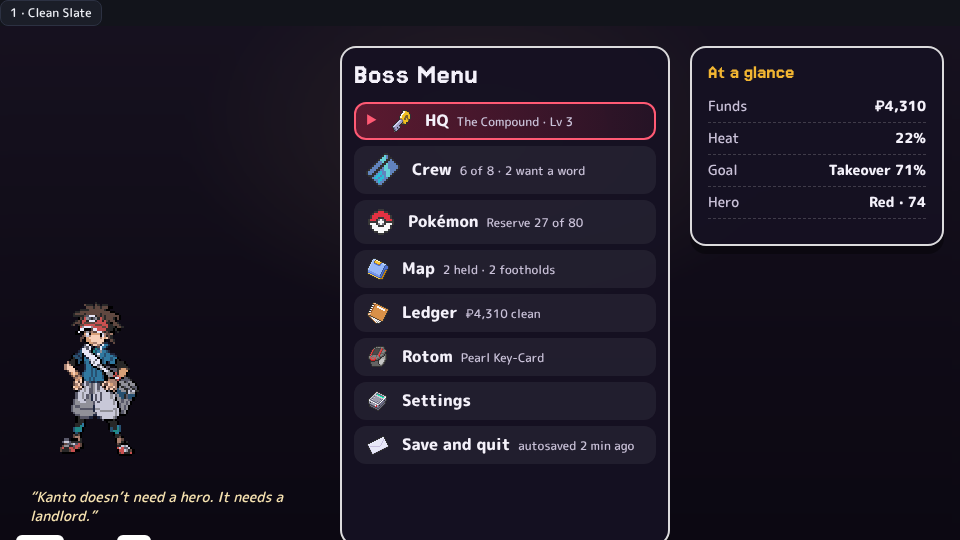 1 · Clean Slate
Boss Menu
HQ The Compound · Lv 3
Crew 6 of 8 · 2 want a word
Pokémon Reserve 27 of 80
Map 2 held · 2 footholds
Ledger ₽4,310 clean
Rotom Pearl Key-Card
Settings
Save and quit autosaved 2 min ago
At a glance
Funds ₽4,310
Heat 22%
Goal Takeover 71%
Hero Red · 74
“Kanto doesn’t need a hero. It needs a
landlord.”